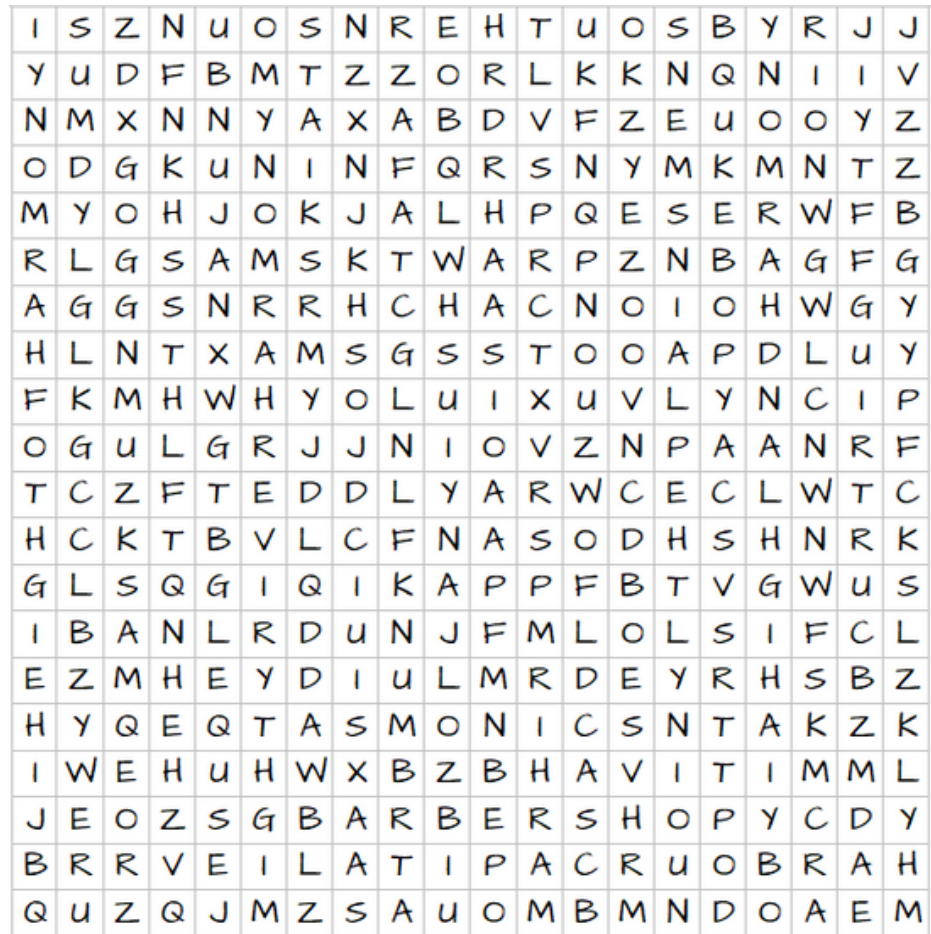 I S Z N U O S N R E H T U O S B Y R J J
Y U D F B M T Z Z O R L K K N Q N I I V
N M X N N Y A X A B D V F Z E U O O Y Z
O D G K U N I N F Q R S N Y M K M N T Z
M Y O H J O K J A L H P Q E S E R W F B
R L G S A M S K T W A R P Z N B A G F G
A G G S N R R H C H A C N O I O H W G Y
H L N T X A M S G S S T O O A P D L U Y
F K M H W H Y O L U I X U V L Y N C I P
O G U L G R J J N I O V Z N P A A N R F
T C Z F T E D D L Y A R W C E C L W T C
H C K T B V L C F N A S O D H S H N R K
G L S Q G I Q I K A P P F B T V G W U S
I B A N L R D U N J F M L O L S I F C L
E Z M H E Y D I U L M R D E Y R H S B Z
H Y Q E Q T A S M O N I C S N T A K Z K
I W E H U H W X B Z B H A V I T I M M L
J E O Z S G B A R B E R S H O P Y C D Y
B R R V E I L A T I P A C R U O B R A H
Q U Z Q J M Z S A U O M B M N D O A E M